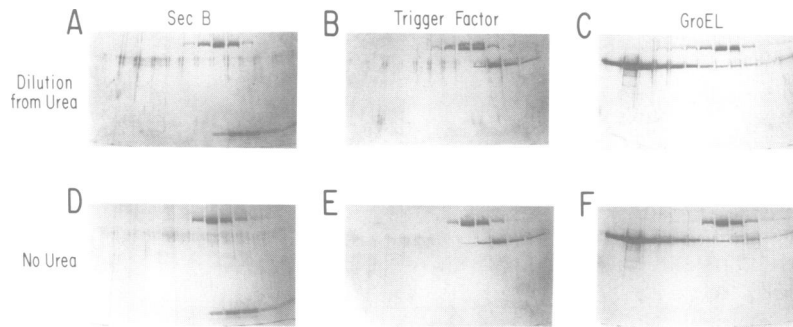 A
Sec B
B
Trigger Factor
C
GroEL
Dilution
from Urea
D
E
F
No Urea